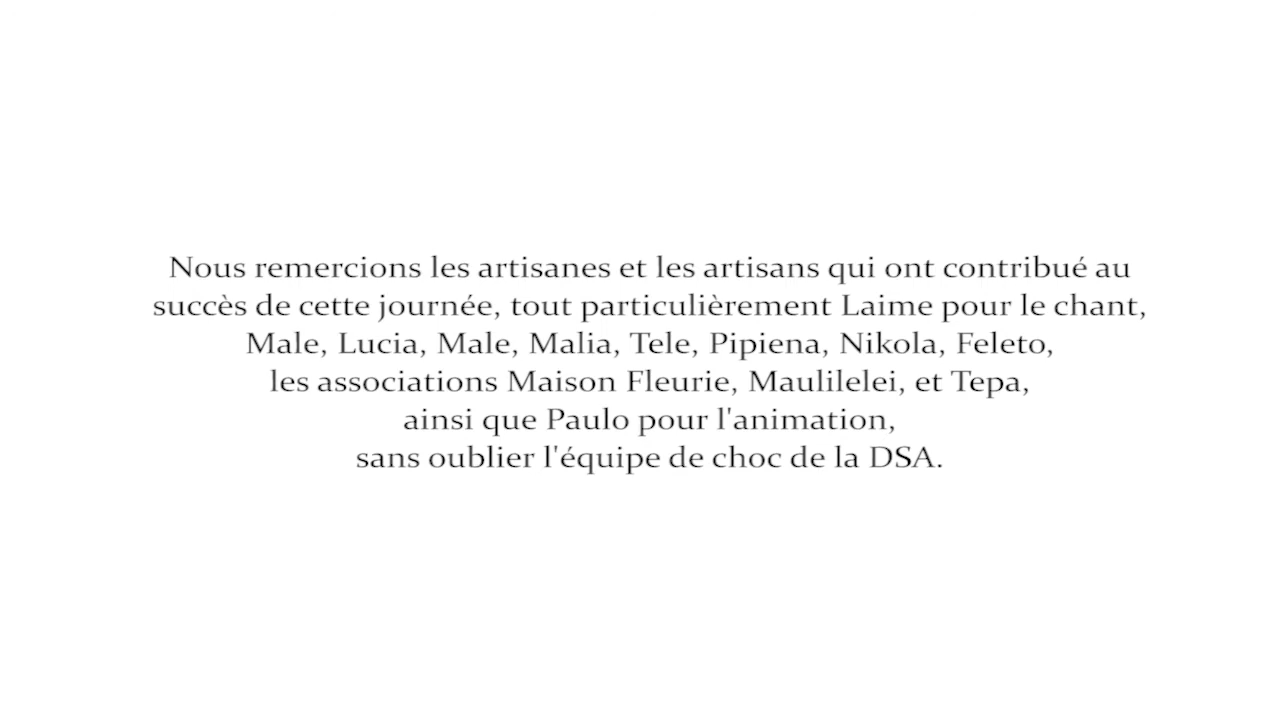 Nous remercions les artisanes et les artisans qui ont contribué au
succès de cette journée, tout particulièrement Laime pour le chant,
Male, Lucia, Male, Malia, Tele, Pipiena, Nikola, Feleto,
les associations Maison Fleurie, Maulilelei, et Tepa,
ainsi que Paulo pour l'animation,
sans oublier l'équipe de choc de la DSA.